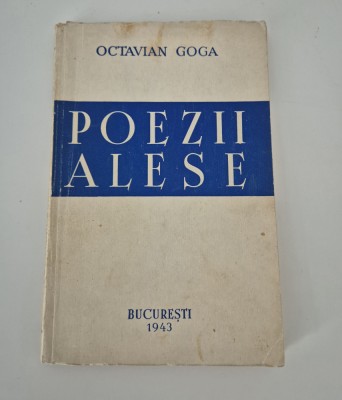 OCTAVIAN GOGA
POEZII
ALESE
BUCUREȘTI
1943